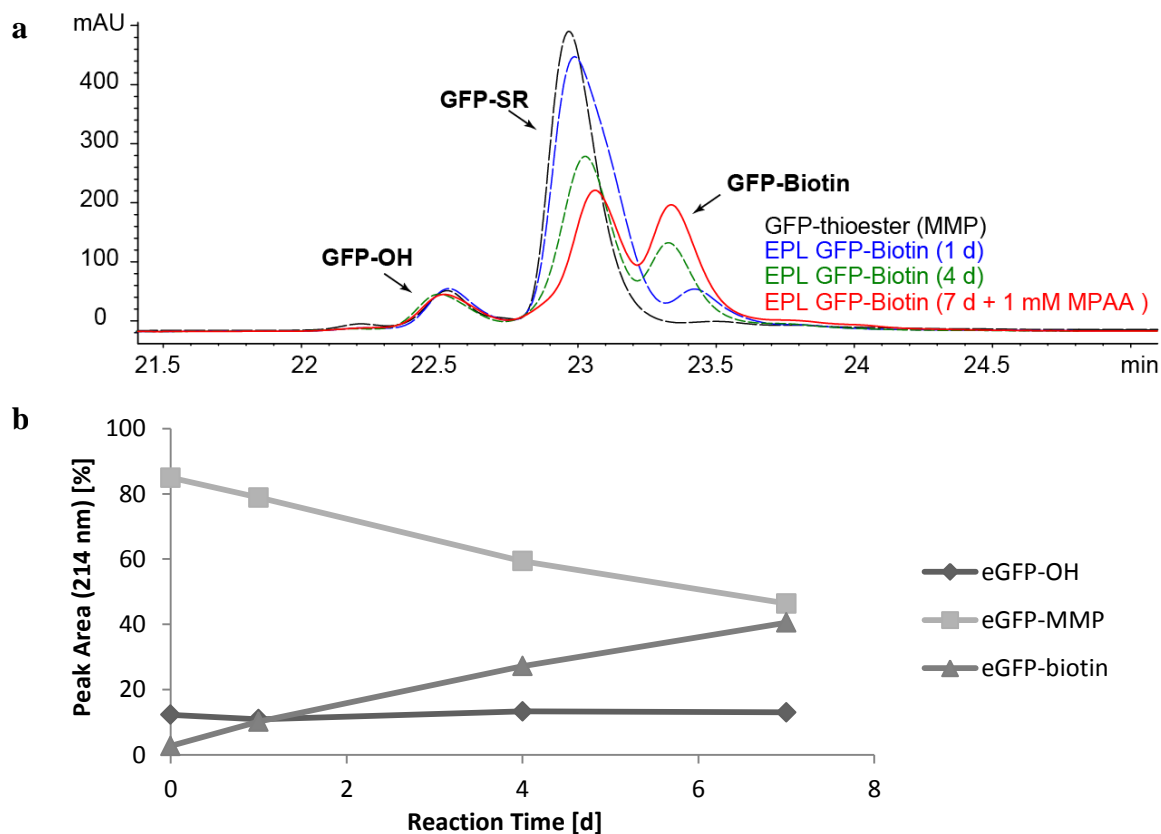 a
mAU
400
300
200
100
0
GFP-SR
GFP-OH
GFP-Biotin
GFP-thioester (MMP)
EPL GFP-Biotin (1 d)
EPL GFP-Biotin (4 d)
EPL GFP-Biotin (7 d + 1 mM MPAA )
21.5 22 22.5 23 23.5 24 24.5 min
b
Peak Area (214 nm) [%]
100
80
60
40
20
0
0 2 4 6 8
Reaction Time [d]
eGFP-OH
eGFP-MMP
eGFP-biotin